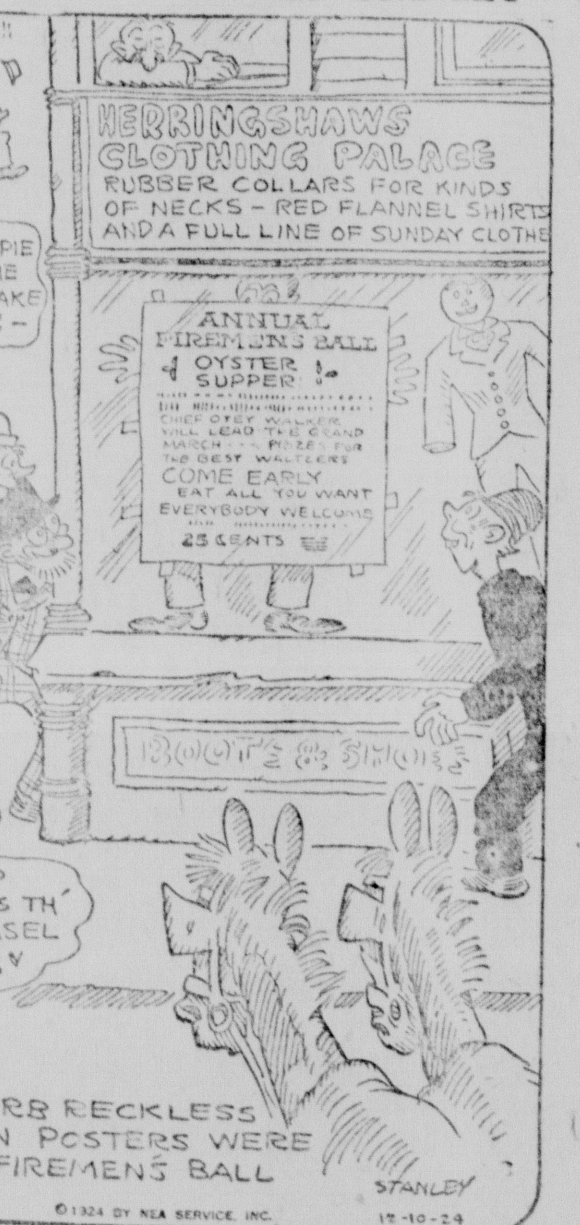 HERRINGSHAWS
CLOTHING PALACE
RUBBER COLLARS FOR KINDS
OF NECKS - RED FLANNEL SHIRTS
AND A FULL LINE OF SUNDAY CLOTHE
PIE
AKE
ANNUAL
FIREMENS BALL
OYSTER
SUPPER
CHIEF OTEY WALKER
WILL LEAD THE GRAND
MARCH - - - PRIZES FOR
THE BEST WALTZERS
COME EARLY
EAT ALL YOU WANT
EVERYBODY WELCOME
25 CENTS
BOOTS & SHOES
S TH'
SEL
RB RECKLESS
N POSTERS WERE
FIREMEN'S BALL
STANLEY
© 1924 BY NEA SERVICE, INC.
12-10-24